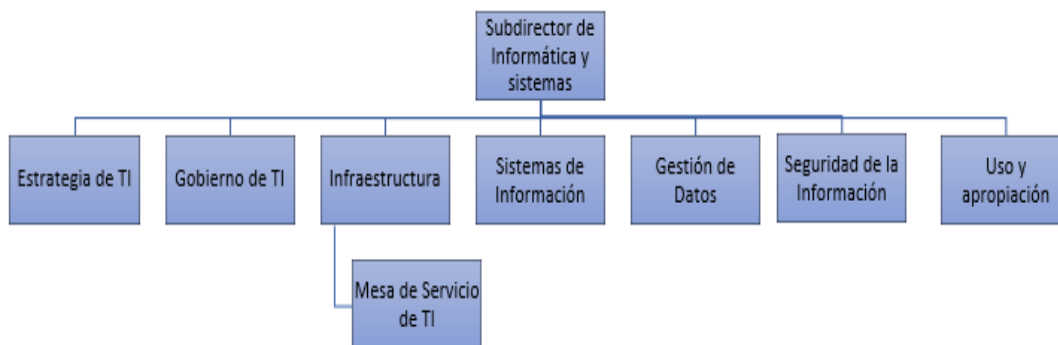 Subdirector de
Informática y
sistemas
Estrategia de TI
Gobierno de TI
Infraestructura
Sistemas de
Información
Gestión de
Datos
Seguridad de la
Información
Uso y
apropiación
Mesa de Servicio
de TI